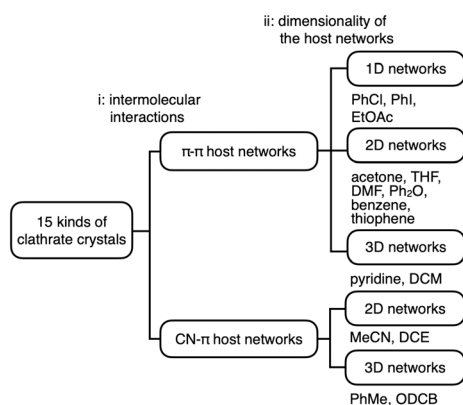 ii: dimensionality of
the host networks
1D networks
i: intermolecular
interactions
PhCl, PhI,
EtOAc
π-π host networks
2D networks
acetone, THF,
DMF, Ph₂O,
benzene,
thiophene
15 kinds of
clathrate crystals
3D networks
pyridine, DCM
2D networks
CN-π host networks
MeCN, DCE
3D networks
PhMe, ODCB